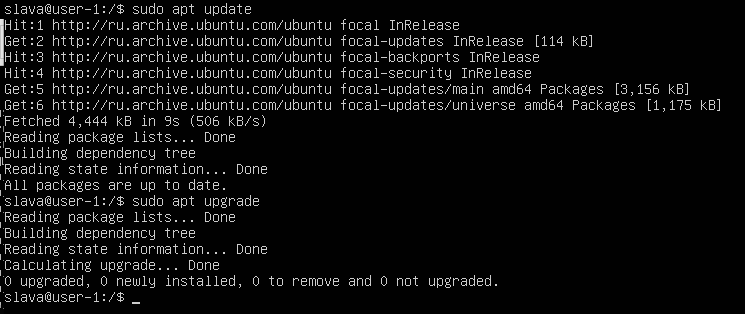 slava@user-1:/$ sudo apt update
Hit:1 http://ru.archive.ubuntu.com/ubuntu focal InRelease
Get:2 http://ru.archive.ubuntu.com/ubuntu focal-updates InRelease [114 kB]
Hit:3 http://ru.archive.ubuntu.com/ubuntu focal-backports InRelease
Hit:4 http://ru.archive.ubuntu.com/ubuntu focal-security InRelease
Get:5 http://ru.archive.ubuntu.com/ubuntu focal-updates/main amd64 Packages [3,156 kB]
Get:6 http://ru.archive.ubuntu.com/ubuntu focal-updates/universe amd64 Packages [1,175 kB]
Fetched 4,444 kB in 9s (506 kB/s)
Reading package lists... Done
Building dependency tree
Reading state information... Done
All packages are up to date.
slava@user-1:/$ sudo apt upgrade
Reading package lists... Done
Building dependency tree
Reading state information... Done
Calculating upgrade... Done
0 upgraded, 0 newly installed, 0 to remove and 0 not upgraded.
slava@user-1:/$ _